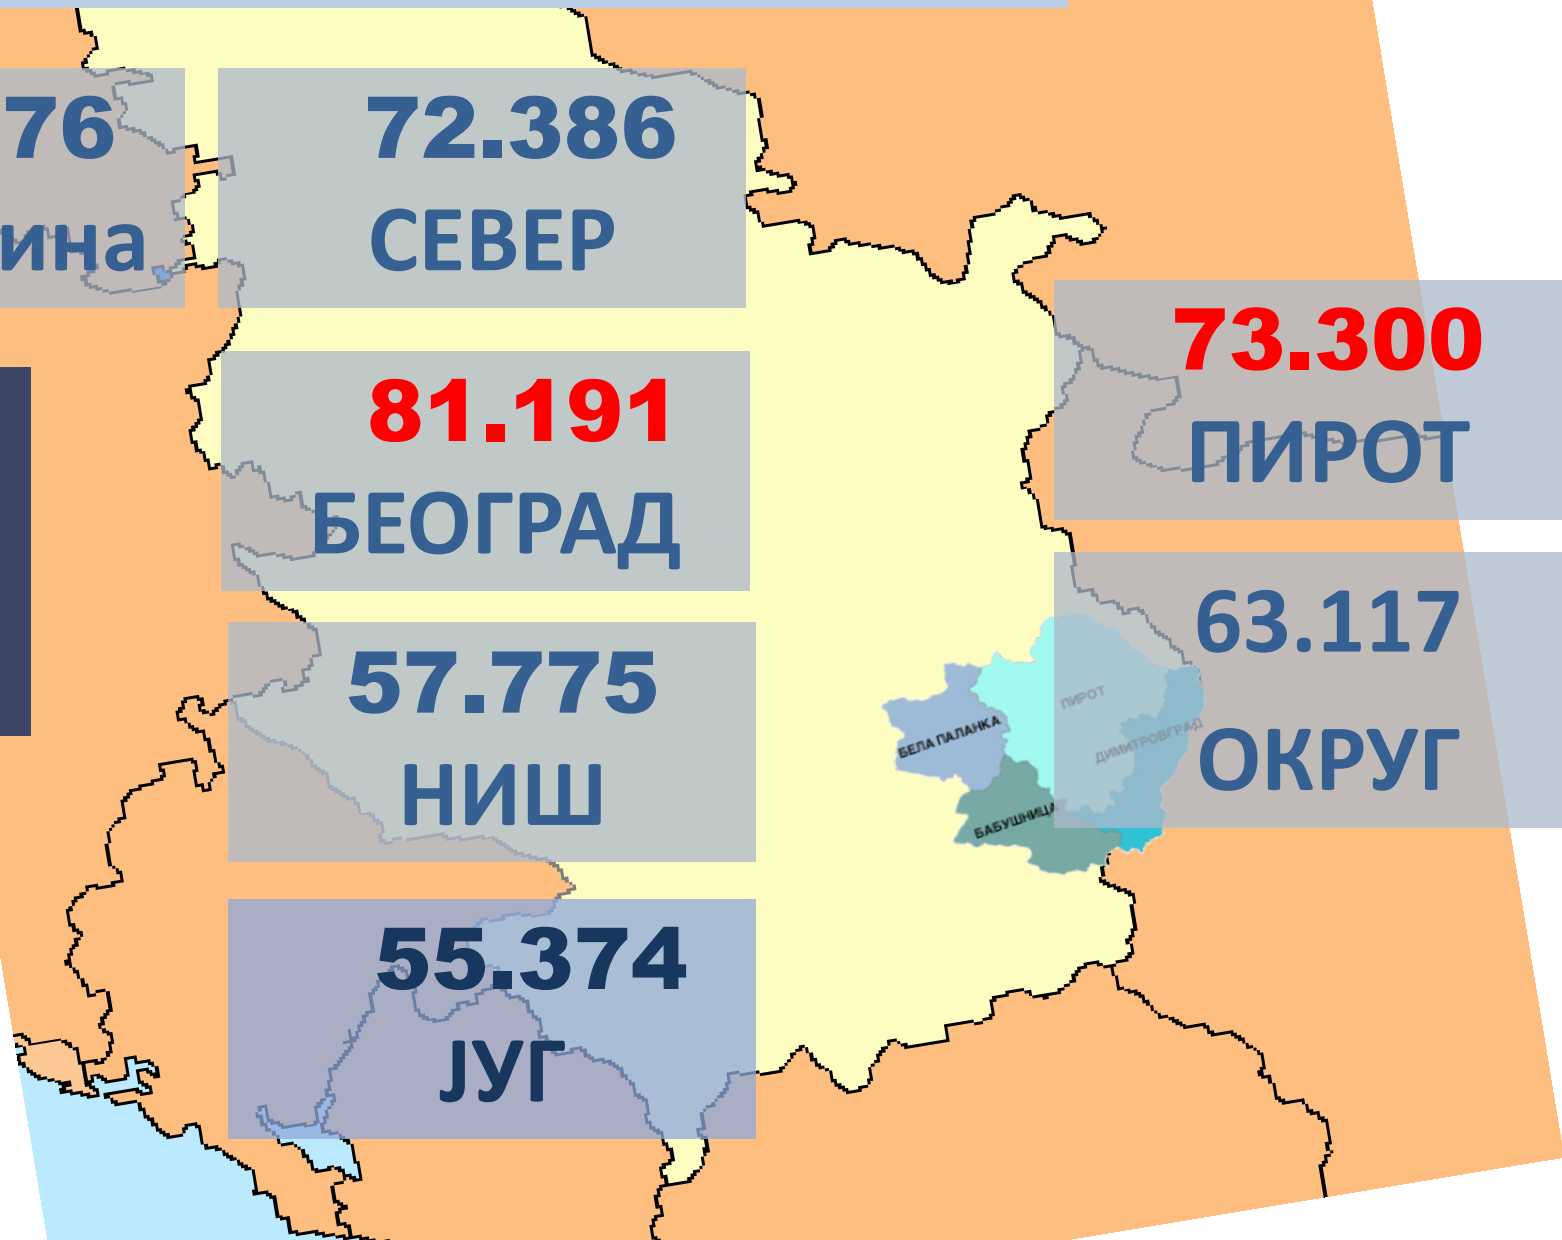 76
ина
72.386
СЕВЕР
81.191
БЕОГРАД
57.775
НИШ
55.374
ЈУГ
73.300
ПИРОТ
63.117
ОКРУГ
ПИРОТ
БЕЛА ПАЛАНКА
ДИМИТРОВГРАД
БАБУШНИЦА